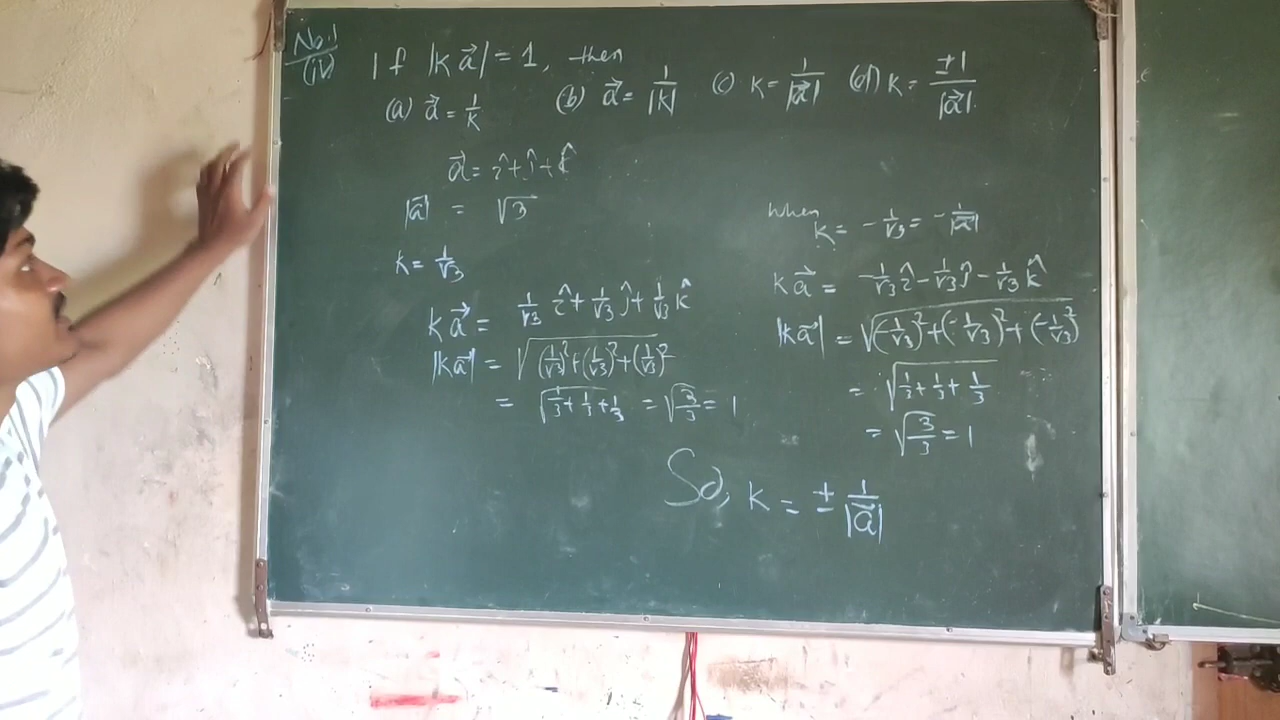 No.1
(iv)
If |k a⃗| = 1, then
(a) a⃗ = 1/k (b) a⃗ = 1/|k| (c) k = 1/|a⃗| (d) k = ±1/|a⃗|.
a⃗ = î + ĵ + k̂
|a⃗| = √3
k = 1/√3
k a⃗ = 1/√3 î + 1/√3 ĵ + 1/√3 k̂
|k a⃗| = √((1/√3)² + (1/√3)² + (1/√3)²)
= √(1/3 + 1/3 + 1/3) = √(3/3) = 1
when
k = -1/√3 = -1/|a⃗|
k a⃗ = -1/√3 î - 1/√3 ĵ - 1/√3 k̂
|k a⃗| = √((-1/√3)² + (-1/√3)² + (-1/√3)²)
= √(1/3 + 1/3 + 1/3)
= √(3/3) = 1
So, k = ± 1/|a⃗|